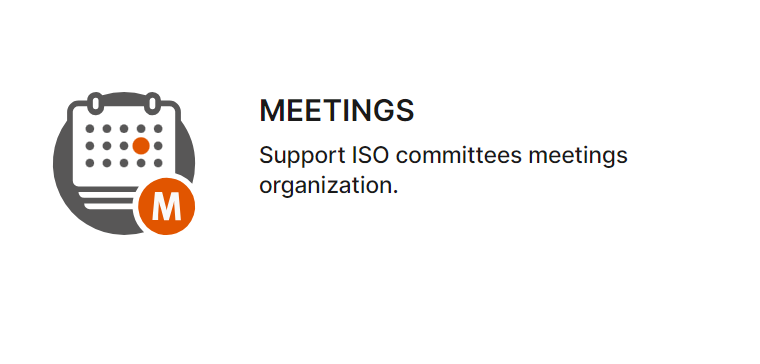 MEETINGS
Support ISO committees meetings
organization.
M